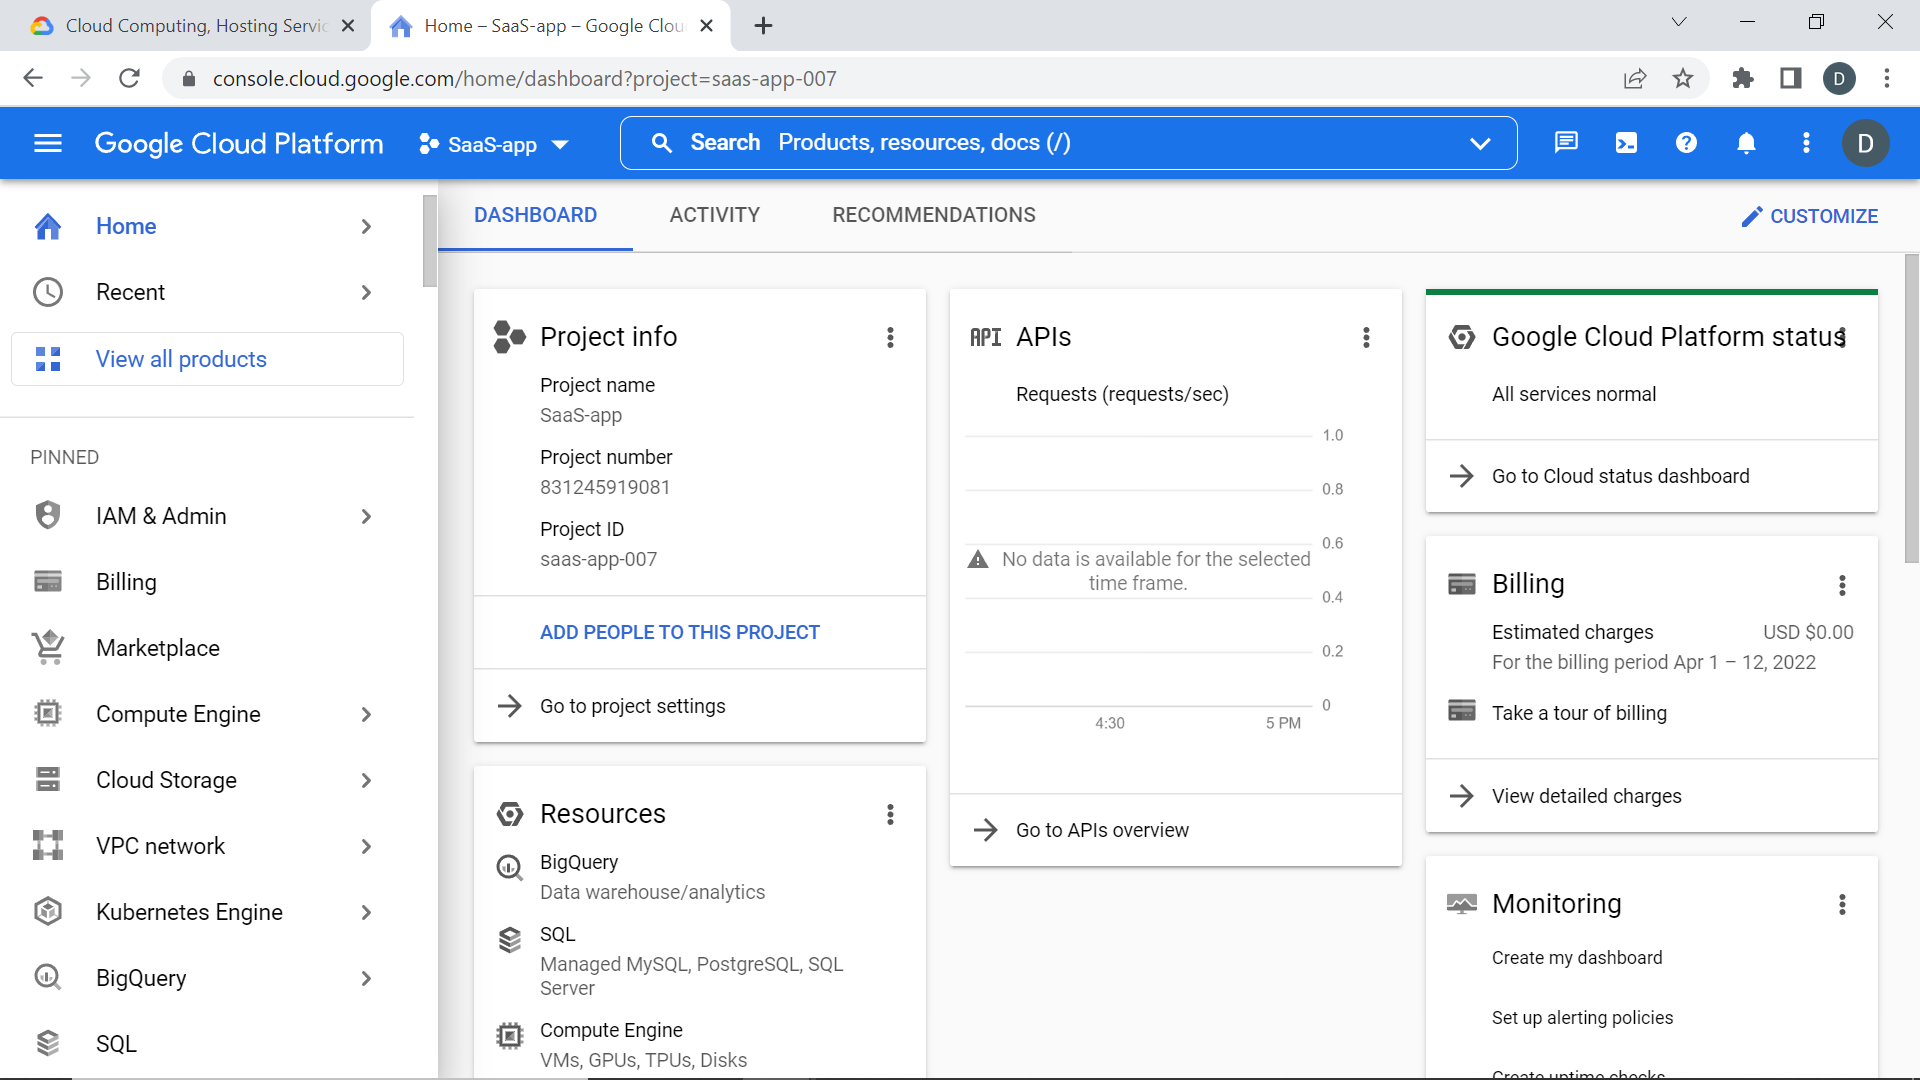 Cloud Computing, Hosting Servic
Home – SaaS-app – Google Clou
console.cloud.google.com/home/dashboard?project=saas-app-007
D
Google Cloud Platform
SaaS-app
Search Products, resources, docs (/)
D
Home
Recent
View all products
PINNED
IAM & Admin
Billing
Marketplace
Compute Engine
Cloud Storage
VPC network
Kubernetes Engine
BigQuery
SQL
DASHBOARD
ACTIVITY
RECOMMENDATIONS
CUSTOMIZE
Project info
Project name
SaaS-app
Project number
831245919081
Project ID
saas-app-007
ADD PEOPLE TO THIS PROJECT
Go to project settings
Resources
BigQuery
Data warehouse/analytics
SQL
Managed MySQL, PostgreSQL, SQL
Server
Compute Engine
VMs, GPUs, TPUs, Disks
API APIs
Requests (requests/sec)
1.0
0.8
0.6
No data is available for the selected
time frame.
0.4
0.2
0
4:30
5 PM
Go to APIs overview
Google Cloud Platform status
All services normal
Go to Cloud status dashboard
Billing
Estimated charges USD $0.00
For the billing period Apr 1 – 12, 2022
Take a tour of billing
View detailed charges
Monitoring
Create my dashboard
Set up alerting policies
Create uptime checks